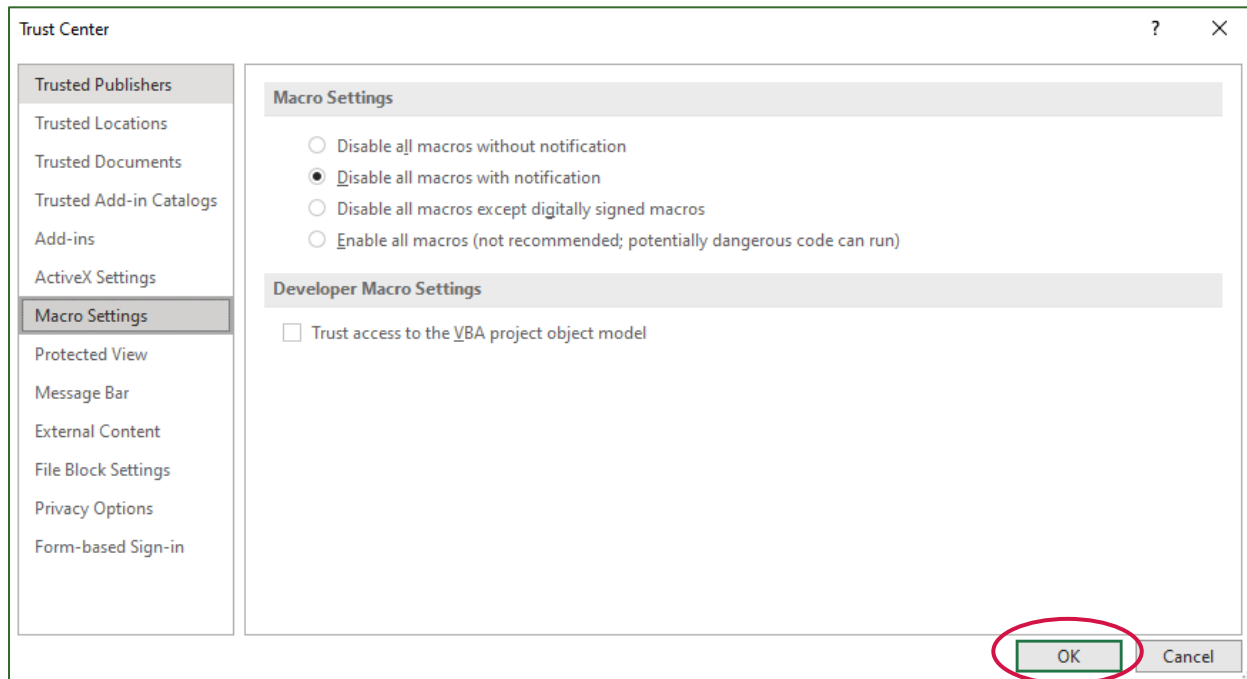 Trust Center
?
Trusted Publishers
Trusted Locations
Trusted Documents
Trusted Add-in Catalogs
Add-ins
ActiveX Settings
Macro Settings
Protected View
Message Bar
External Content
File Block Settings
Privacy Options
Form-based Sign-in
Macro Settings
Disable all macros without notification
Disable all macros with notification
Disable all macros except digitally signed macros
Enable all macros (not recommended; potentially dangerous code can run)
Developer Macro Settings
Trust access to the VBA project object model
OK
Cancel